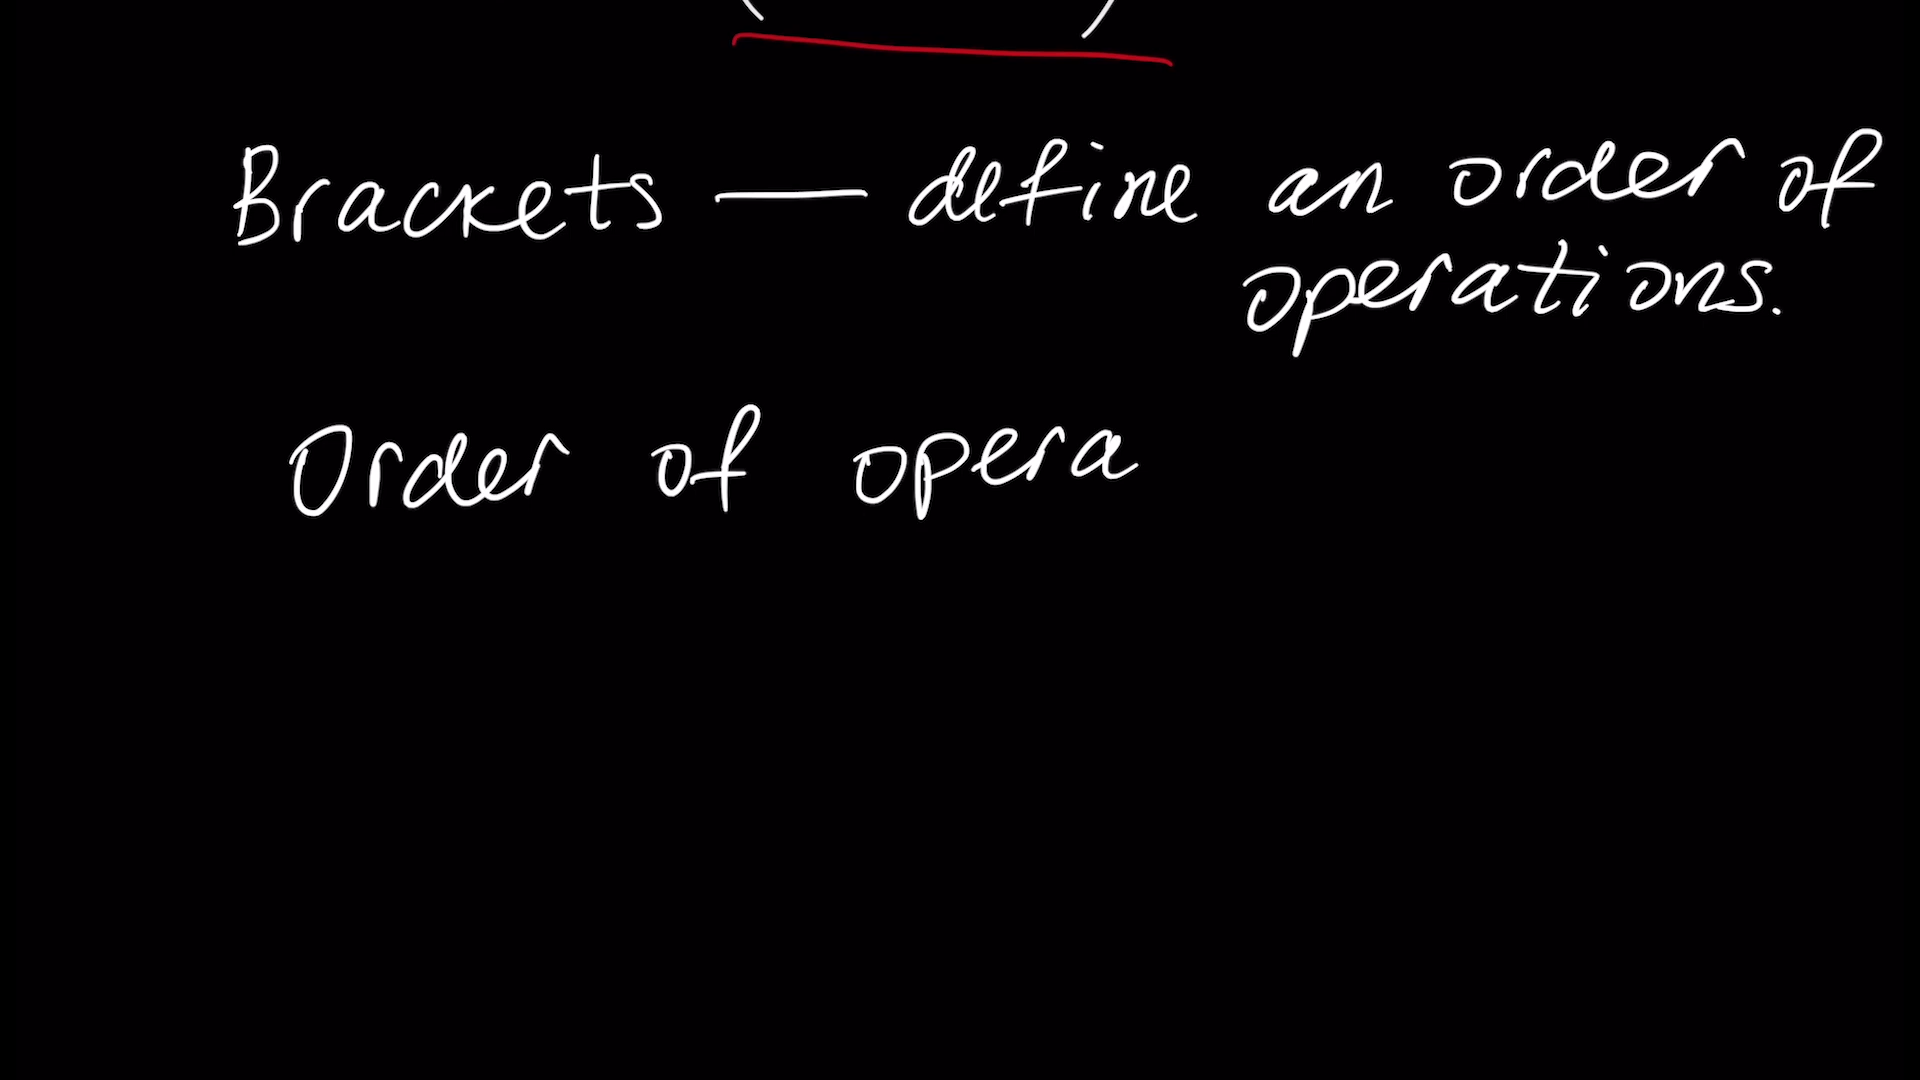 Brackets — define an order of
operations.
Order of opera